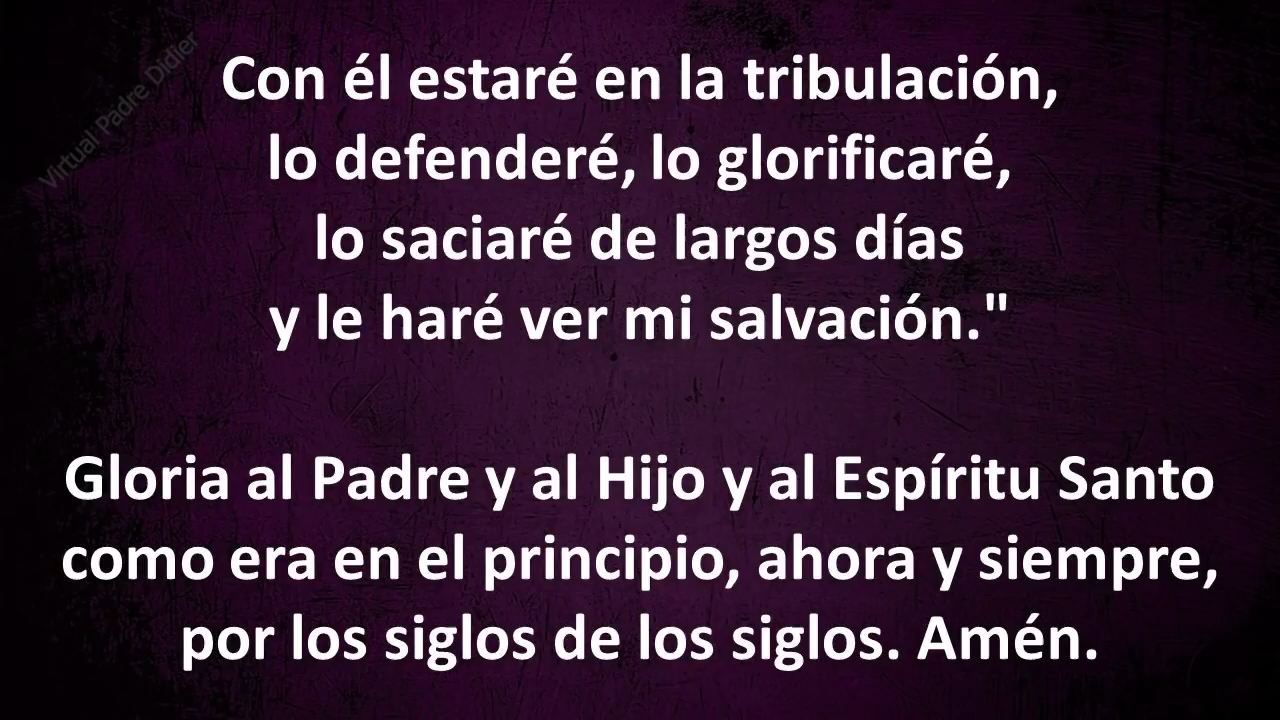 Virtual Padre Didier
Con él estaré en la tribulación,
lo defenderé, lo glorificaré,
lo saciaré de largos días
y le haré ver mi salvación."
Gloria al Padre y al Hijo y al Espíritu Santo
como era en el principio, ahora y siempre,
por los siglos de los siglos. Amén.